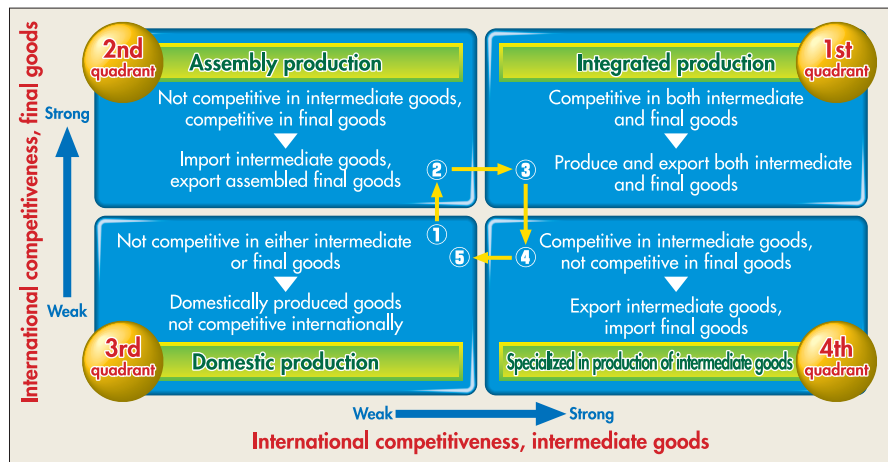 International competitiveness, final goods
Strong
Weak
2nd
quadrant
Assembly production
Not competitive in intermediate goods,
competitive in final goods
Import intermediate goods,
export assembled final goods
②
1st
quadrant
Integrated production
Competitive in both intermediate
and final goods
Produce and export both intermediate
and final goods
③
Not competitive in either intermediate
or final goods
Domestically produced goods
not competitive internationally
①
⑤
3rd
quadrant
Domestic production
④
Competitive in intermediate goods,
not competitive in final goods
Export intermediate goods,
import final goods
Specialized in production of intermediate goods
4th
quadrant
Weak
Strong
International competitiveness, intermediate goods